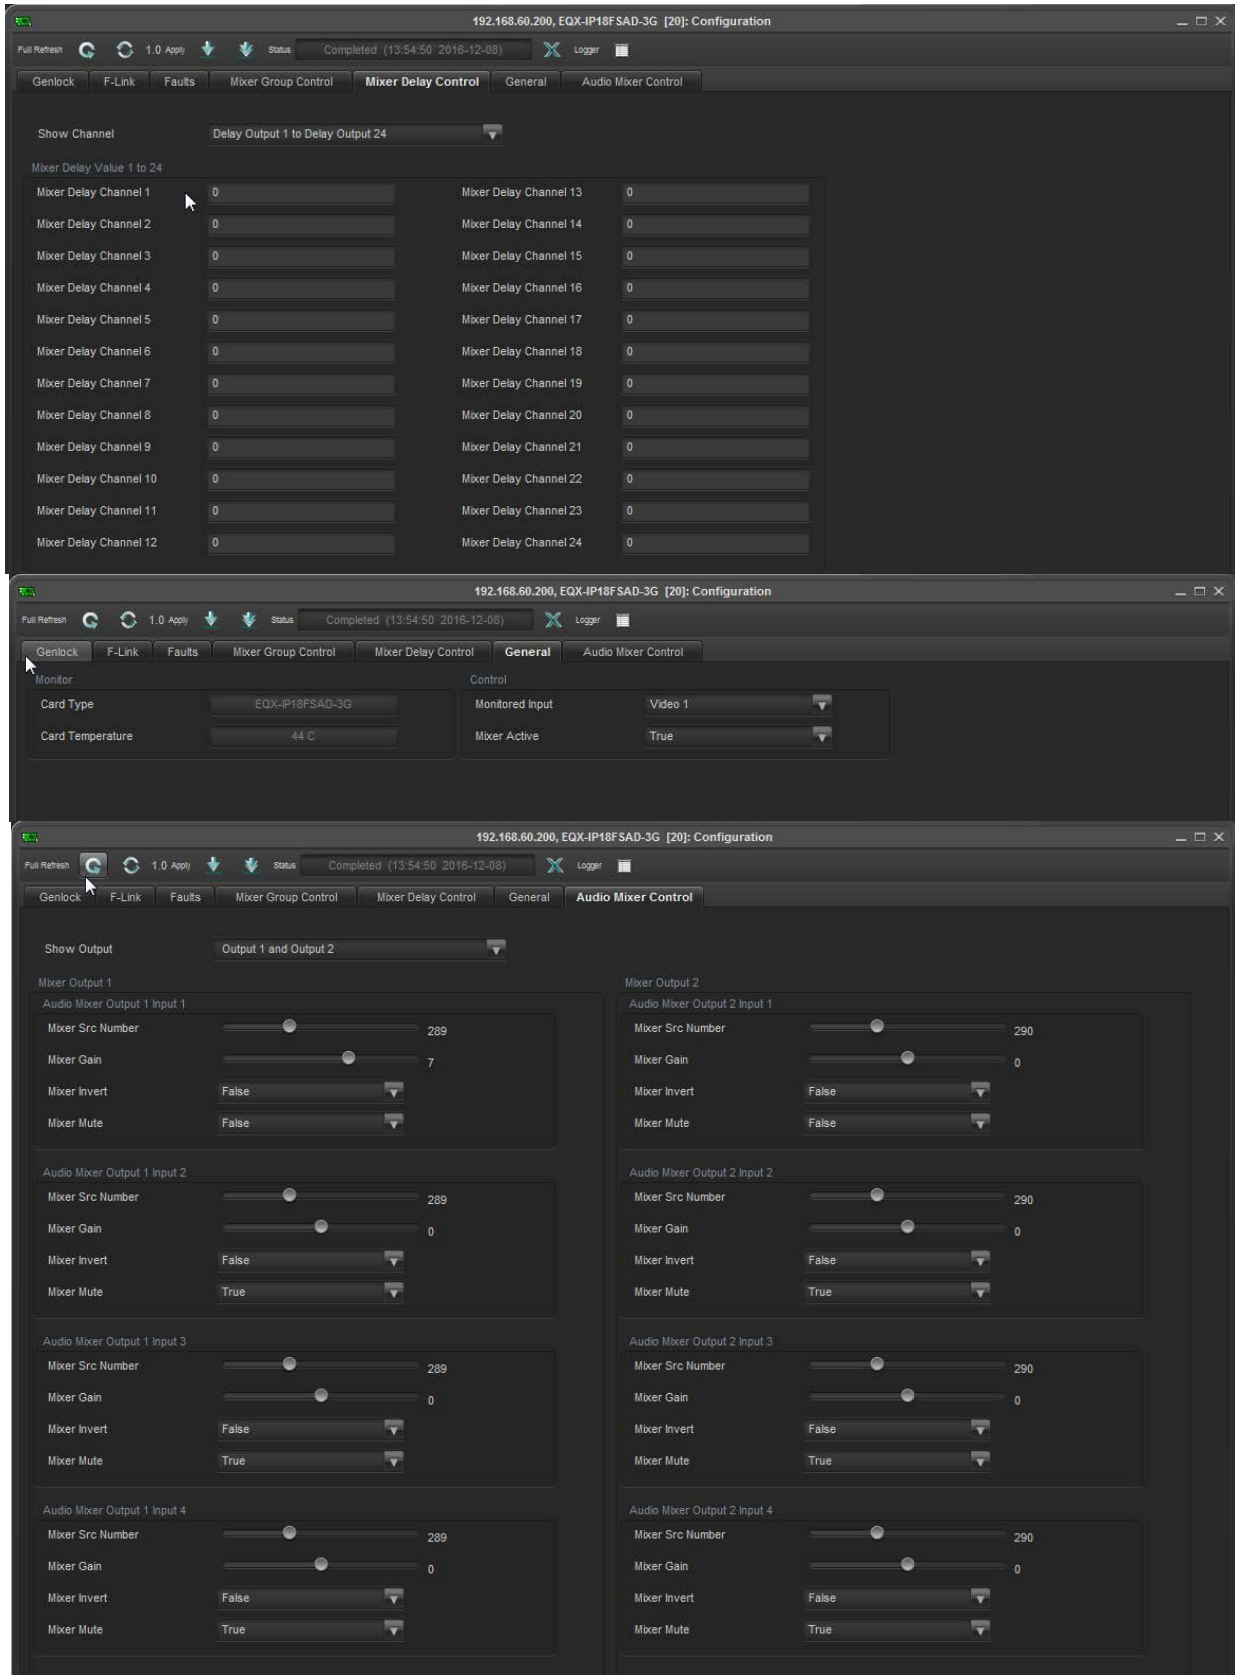 192.168.60.200, EQX-IP18FSAD-3G [20]: Configuration
Full Refresh 1.0 Apply Status Completed (13:54:50 2016-12-08) Logger
Genlock F-Link Faults Mixer Group Control Mixer Delay Control General Audio Mixer Control
Show Channel Delay Output 1 to Delay Output 24
Mixer Delay Value 1 to 24
Mixer Delay Channel 1 0 Mixer Delay Channel 13 0
Mixer Delay Channel 2 0 Mixer Delay Channel 14 0
Mixer Delay Channel 3 0 Mixer Delay Channel 15 0
Mixer Delay Channel 4 0 Mixer Delay Channel 16 0
Mixer Delay Channel 5 0 Mixer Delay Channel 17 0
Mixer Delay Channel 6 0 Mixer Delay Channel 18 0
Mixer Delay Channel 7 0 Mixer Delay Channel 19 0
Mixer Delay Channel 8 0 Mixer Delay Channel 20 0
Mixer Delay Channel 9 0 Mixer Delay Channel 21 0
Mixer Delay Channel 10 0 Mixer Delay Channel 22 0
Mixer Delay Channel 11 0 Mixer Delay Channel 23 0
Mixer Delay Channel 12 0 Mixer Delay Channel 24 0
192.168.60.200, EQX-IP18FSAD-3G [20]: Configuration
Full Refresh 1.0 Apply Status Completed (13:54:50 2016-12-08) Logger
Genlock F-Link Faults Mixer Group Control Mixer Delay Control General Audio Mixer Control
Monitor Control
Card Type EQX-IP18FSAD-3G Monitored Input Video 1
Card Temperature 44 C Mixer Active True
192.168.60.200, EQX-IP18FSAD-3G [20]: Configuration
Full Refresh 1.0 Apply Status Completed (13:54:50 2016-12-08) Logger
Genlock F-Link Faults Mixer Group Control Mixer Delay Control General Audio Mixer Control
Show Output Output 1 and Output 2
Mixer Output 1 Mixer Output 2
Audio Mixer Output 1 Input 1 Audio Mixer Output 2 Input 1
Mixer Src Number 289 Mixer Src Number 290
Mixer Gain 7 Mixer Gain 0
Mixer Invert False Mixer Invert False
Mixer Mute False Mixer Mute False
Audio Mixer Output 1 Input 2 Audio Mixer Output 2 Input 2
Mixer Src Number 289 Mixer Src Number 290
Mixer Gain 0 Mixer Gain 0
Mixer Invert False Mixer Invert False
Mixer Mute True Mixer Mute True
Audio Mixer Output 1 Input 3 Audio Mixer Output 2 Input 3
Mixer Src Number 289 Mixer Src Number 290
Mixer Gain 0 Mixer Gain 0
Mixer Invert False Mixer Invert False
Mixer Mute True Mixer Mute True
Audio Mixer Output 1 Input 4 Audio Mixer Output 2 Input 4
Mixer Src Number 289 Mixer Src Number 290
Mixer Gain 0 Mixer Gain 0
Mixer Invert False Mixer Invert False
Mixer Mute True Mixer Mute True